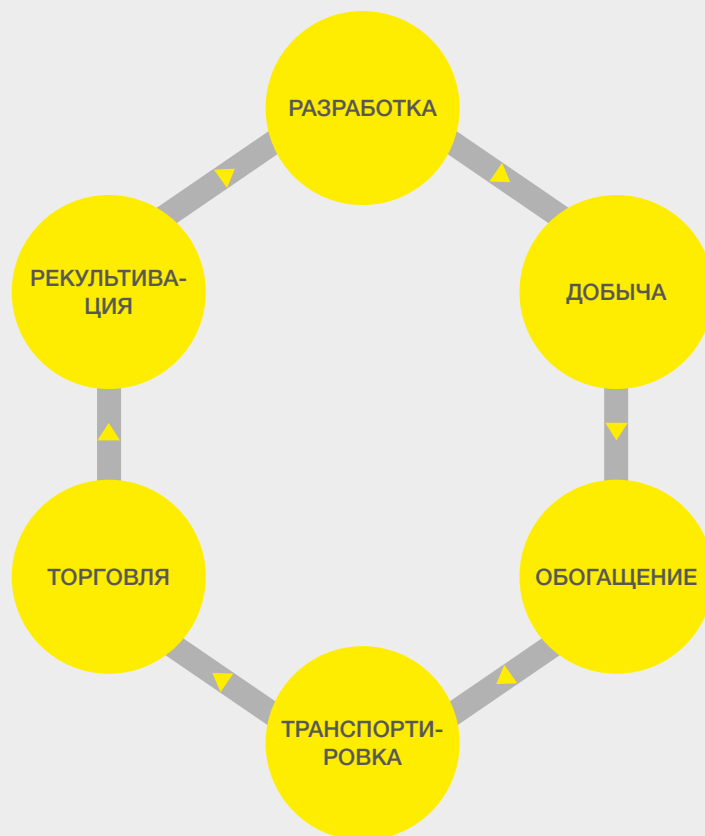 РАЗРАБОТКА
РЕКУЛЬТИВА-
ЦИЯ
ДОБЫЧА
ТОРГОВЛЯ
ОБОГАЩЕНИЕ
ТРАНСПОРТИ-
РОВКА